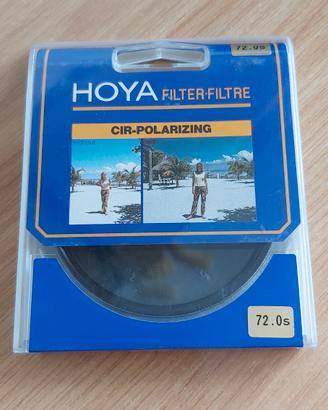 72.0s
HOYA FILTER·FILTRE
CIR-POLARIZING
72.0s